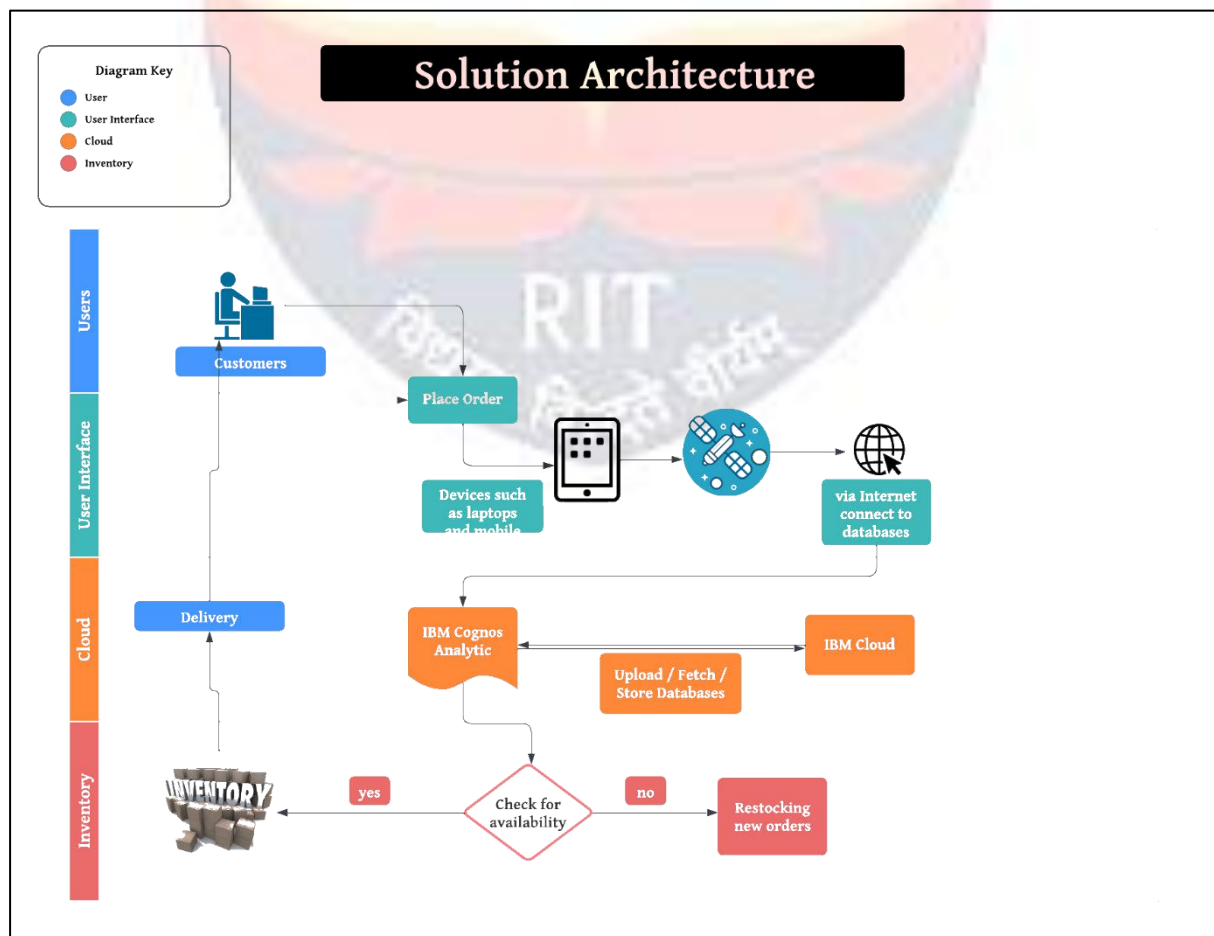 Solution Architecture
Diagram Key
User
User Interface
Cloud
Inventory
Users
User Interface
Cloud
Inventory
RIT
Customers
Place Order
Devices such
as laptops
and mobile
via Internet
connect to
databases
Delivery
IBM Cognos
Analytic
Upload / Fetch /
Store Databases
IBM Cloud
INVENTORY
yes
Check for
availability
no
Restocking
new orders